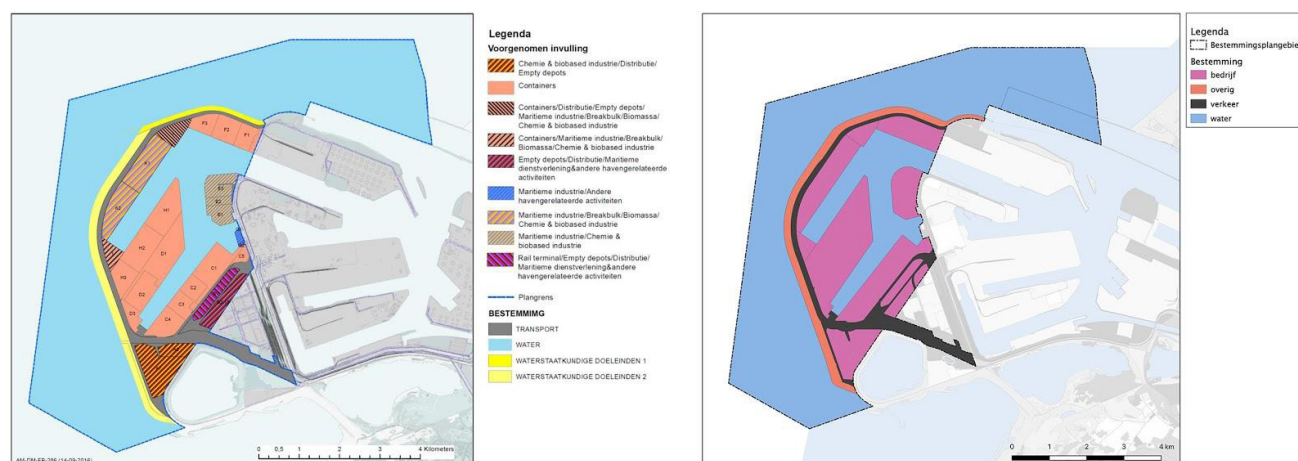 Legenda
Voorgenomen invulling
Chemie & biobased industrie/Distributie/
Empty depots
Containers
Containers/Distributie/Empty depots/
Maritieme industrie/Breakbulk/Biomassa/
Chemie & biobased industrie
Containers/Maritieme industrie/Breakbulk/
Biomassa/Chemie & biobased industrie
Empty depots/Distributie/Maritieme
dienstverlening&andere havengerelateerde
activiteiten
Maritieme industrie/Andere
havengerelateerde activiteiten
Maritieme industrie/Breakbulk/Biomassa/
Chemie & biobased industrie
Maritieme industrie/Chemie &
biobased industrie
Rail terminal/Empty depots/Distributie/
Maritieme dienstverlening&andere
havengerelateerde activiteiten
Plangrens
BESTEMMIMG
TRANSPORT
WATER
WATERSTAATKUNDIGE DOELEINDEN 1
WATERSTAATKUNDIGE DOELEINDEN 2
F3
F2
F1
H1
H2
D1
C1
C2
C3
C4
D2
D3
0 0,5 1 2 3 4 Kilometers
Legenda
Bestemmingsplangebie
Bestemming
bedrijf
overig
verkeer
water
0 1 2 3 4 km